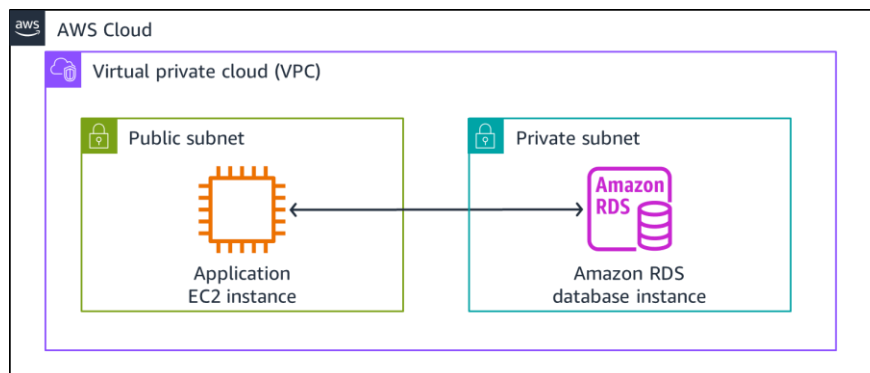 aws
AWS Cloud
Virtual private cloud (VPC)
Public subnet
Private subnet
Amazon
RDS
Application
EC2 instance
Amazon RDS
database instance